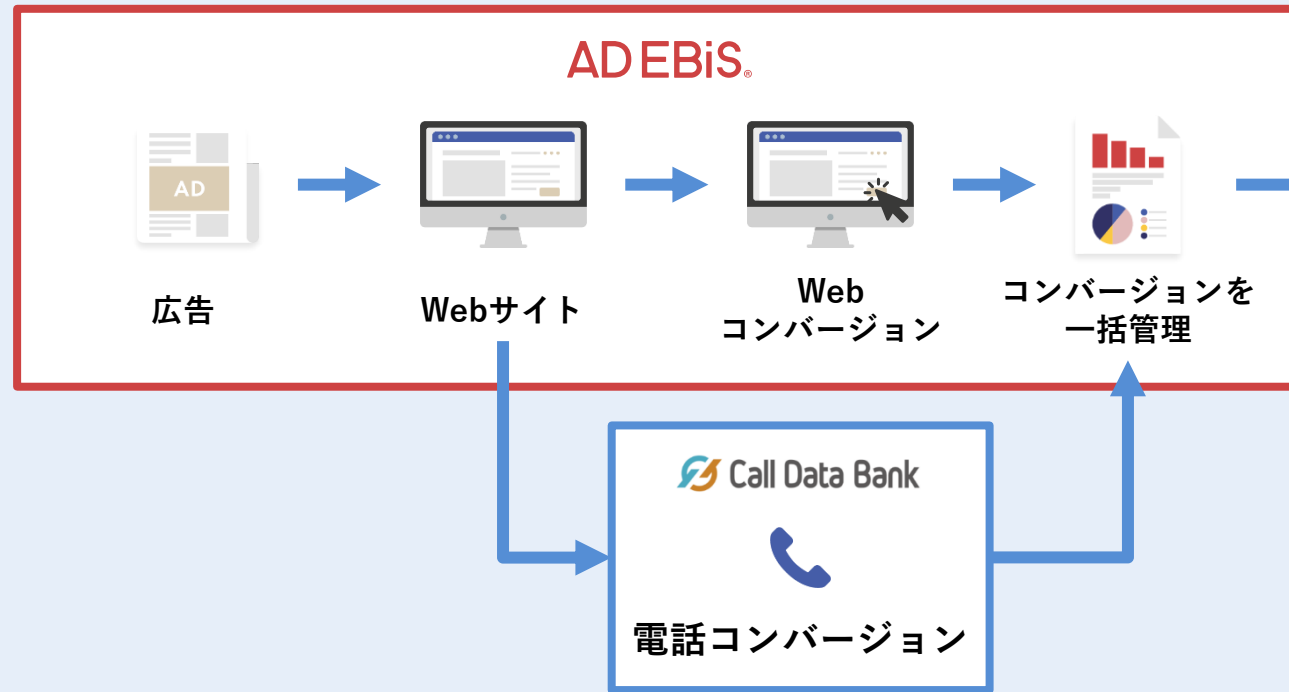 AD EBiS®
AD
広告
Webサイト
Web
コンバージョン
コンバージョンを
一括管理
Call Data Bank
電話コンバージョン